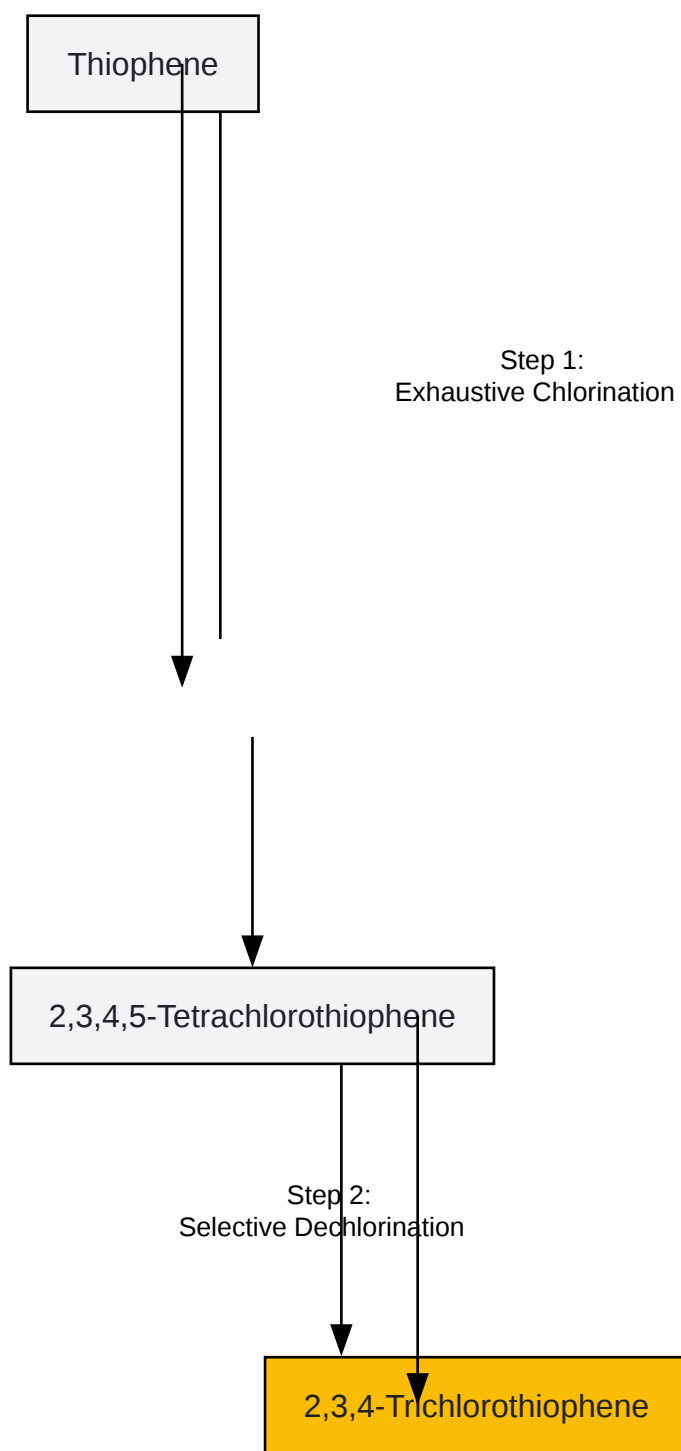 Thiophene
Step 1:
Exhaustive Chlorination
2,3,4,5-Tetrachlorothiophene
Step 2:
Selective Dechlorination
2,3,4-Trichlorothiophene